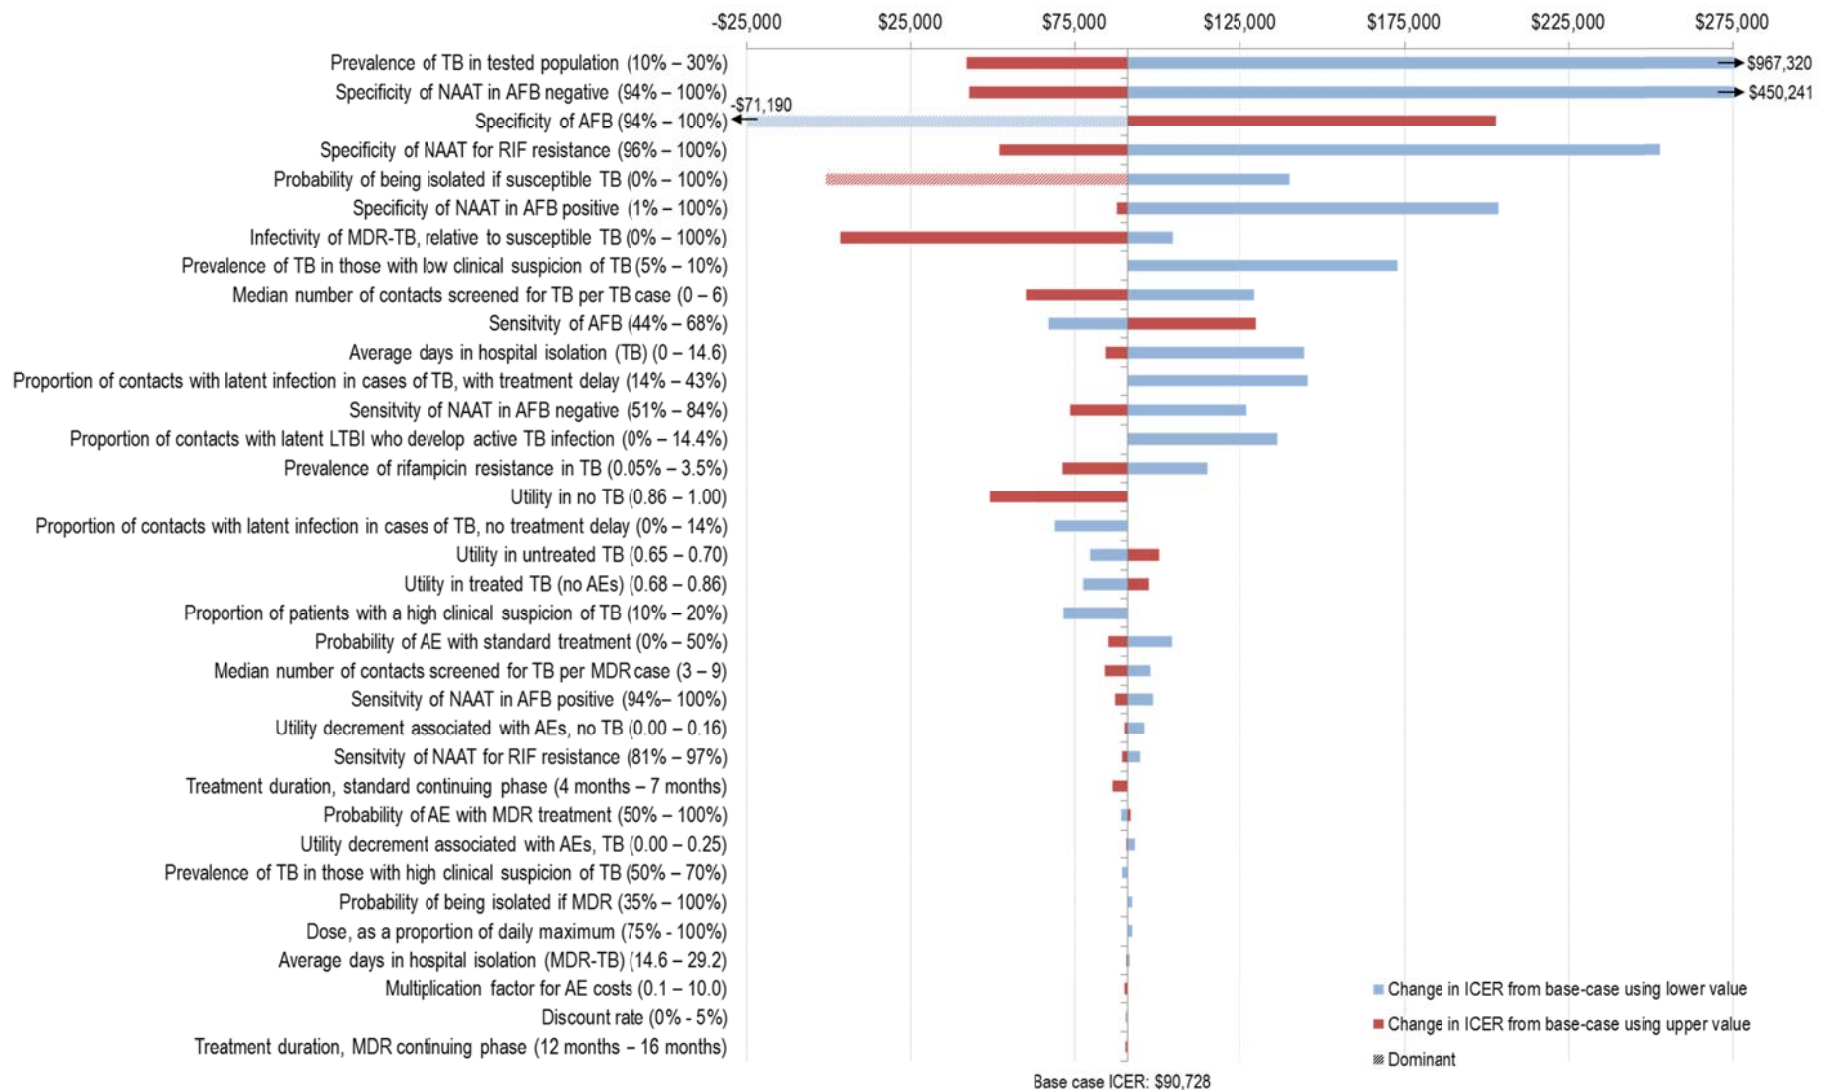 -$25,000 $25,000 $75,000 $125,000 $175,000 $225,000 $275,000
Prevalence of TB in tested population (10% – 30%) $967,320
Specificity of NAAT in AFB negative (94% – 100%) $450,241
-$71,190
Specificity of AFB (94% – 100%)
Specificity of NAAT for RIF resistance (96% – 100%)
Probability of being isolated if susceptible TB (0% – 100%)
Specificity of NAAT in AFB positive (1% – 100%)
Infectivity of MDR-TB, relative to susceptible TB (0% – 100%)
Prevalence of TB in those with low clinical suspicion of TB (5% – 10%)
Median number of contacts screened for TB per TB case (0 – 6)
Sensitvity of AFB (44% – 68%)
Average days in hospital isolation (TB) (0 – 14.6)
Proportion of contacts with latent infection in cases of TB, with treatment delay (14% – 43%)
Sensitvity of NAAT in AFB negative (51% – 84%)
Proportion of contacts with latent LTBI who develop active TB infection (0% – 14.4%)
Prevalence of rifampicin resistance in TB (0.05% – 3.5%)
Utility in no TB (0.86 – 1.00)
Proportion of contacts with latent infection in cases of TB, no treatment delay (0% – 14%)
Utility in untreated TB (0.65 – 0.70)
Utility in treated TB (no AEs) (0.68 – 0.86)
Proportion of patients with a high clinical suspicion of TB (10% – 20%)
Probability of AE with standard treatment (0% – 50%)
Median number of contacts screened for TB per MDR case (3 – 9)
Sensitvity of NAAT in AFB positive (94%– 100%)
Utility decrement associated with AEs, no TB (0.00 – 0.16)
Sensitvity of NAAT for RIF resistance (81% – 97%)
Treatment duration, standard continuing phase (4 months – 7 months)
Probability of AE with MDR treatment (50% – 100%)
Utility decrement associated with AEs, TB (0.00 – 0.25)
Prevalence of TB in those with high clinical suspicion of TB (50% – 70%)
Probability of being isolated if MDR (35% – 100%)
Dose, as a proportion of daily maximum (75% - 100%)
Average days in hospital isolation (MDR-TB) (14.6 – 29.2)
Multiplication factor for AE costs (0.1 – 10.0)
Discount rate (0% - 5%)
Treatment duration, MDR continuing phase (12 months – 16 months)
Change in ICER from base-case using lower value
Change in ICER from base-case using upper value
Dominant
Base case ICER: $90,728